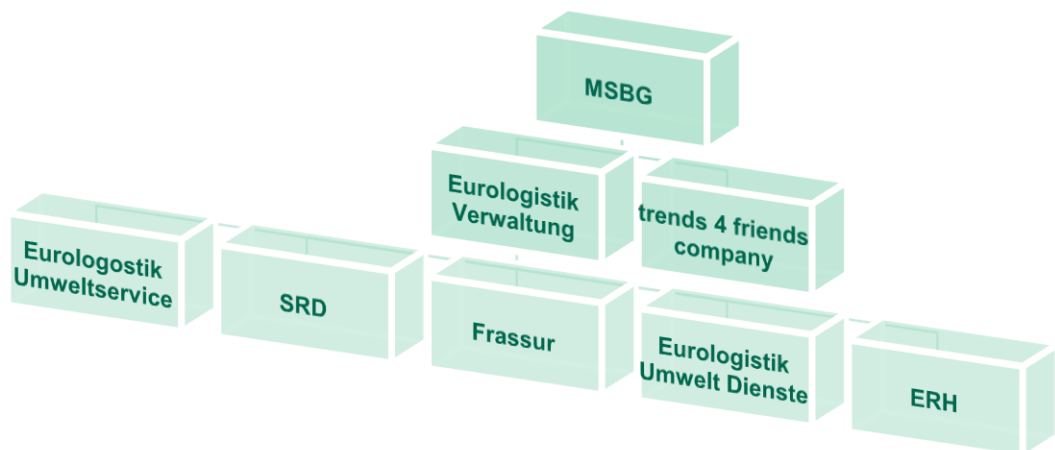 MSBG
Eurologistik
Verwaltung
trends 4 friends
company
Eurologostik
Umweltservice
SRD
Frassur
Eurologistik
Umwelt Dienste
ERH